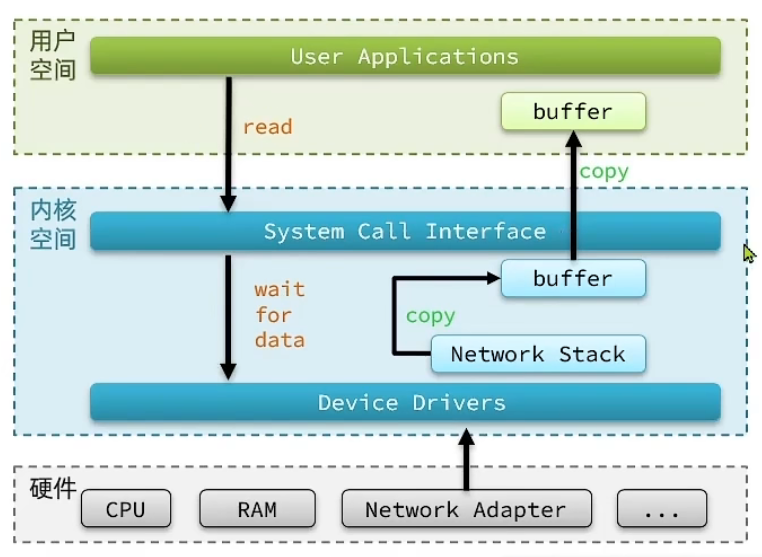 用户
空间
User Applications
buffer
read
copy
内核
空间
System Call Interface
wait
for
data
buffer
copy
Network Stack
Device Drivers
硬件
CPU
RAM
Network Adapter
...